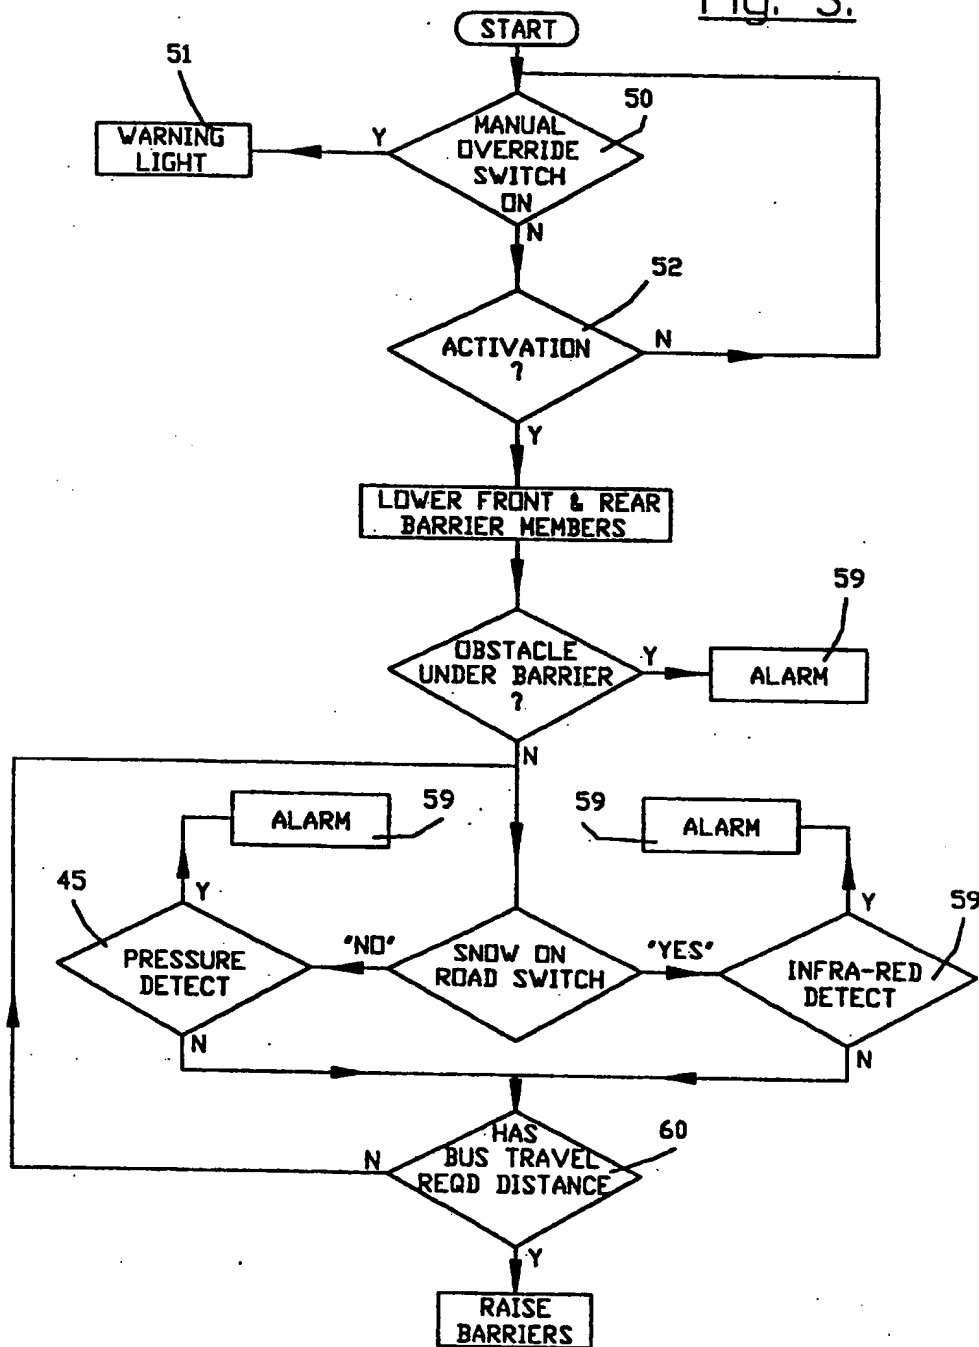 Fig. 3.
START
51
50
WARNING
LIGHT
Y
MANUAL
OVERRIDE
SWITCH
ON
N
52
ACTIVATION
?
N
Y
LOWER FRONT & REAR
BARRIER MEMBERS
59
OBSTACLE
UNDER BARRIER
?
Y
ALARM
N
ALARM
59
59
ALARM
45
Y
Y
59
PRESSURE
DETECT
"NO"
SNOW ON
ROAD SWITCH
"YES"
INFRA-RED
DETECT
N
N
HAS
BUS TRAVEL
REQD DISTANCE
60
N
Y
RAISE
BARRIERS